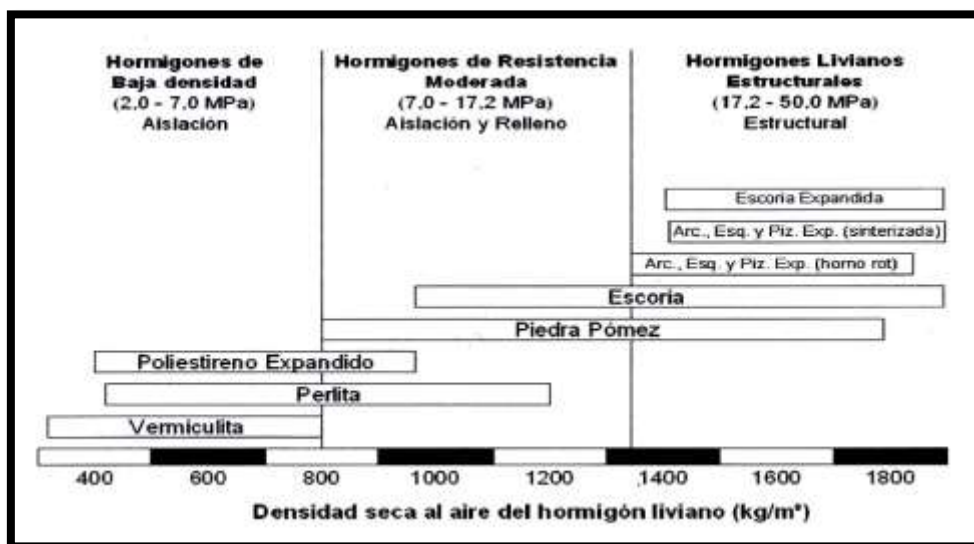 Hormigones de
Baja densidad
(2,0 - 7,0 MPa)
Aislación
Hormigones de Resistencia
Moderada
(7,0 - 17,2 MPa)
Aislación y Relleno
Hormigones Livianos
Estructurales
(17,2 - 50,0 MPa)
Estructural
Escoria Expandida
Arc., Esq. y Piz. Exp. (sinterizada)
Arc., Esq. y Piz. Exp. (horno rot)
Escoria
Piedra Pómez
Poliestireno Expandido
Perlita
Vermiculita
400 600 800 1000 1200 1400 1600 1800
Densidad seca al aire del hormigón liviano (kg/m³)